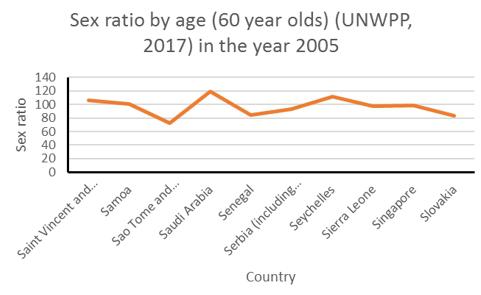 Sex ratio by age (60 year olds) (UNWPP,
2017) in the year 2005
140
120
100
80
60
40
20
0
Sex ratio
Saint Vincent and...
Samoa
Sao Tome and...
Saudi Arabia
Senegal
Serbia (including...
Seychelles
Sierra Leone
Singapore
Slovakia
Country